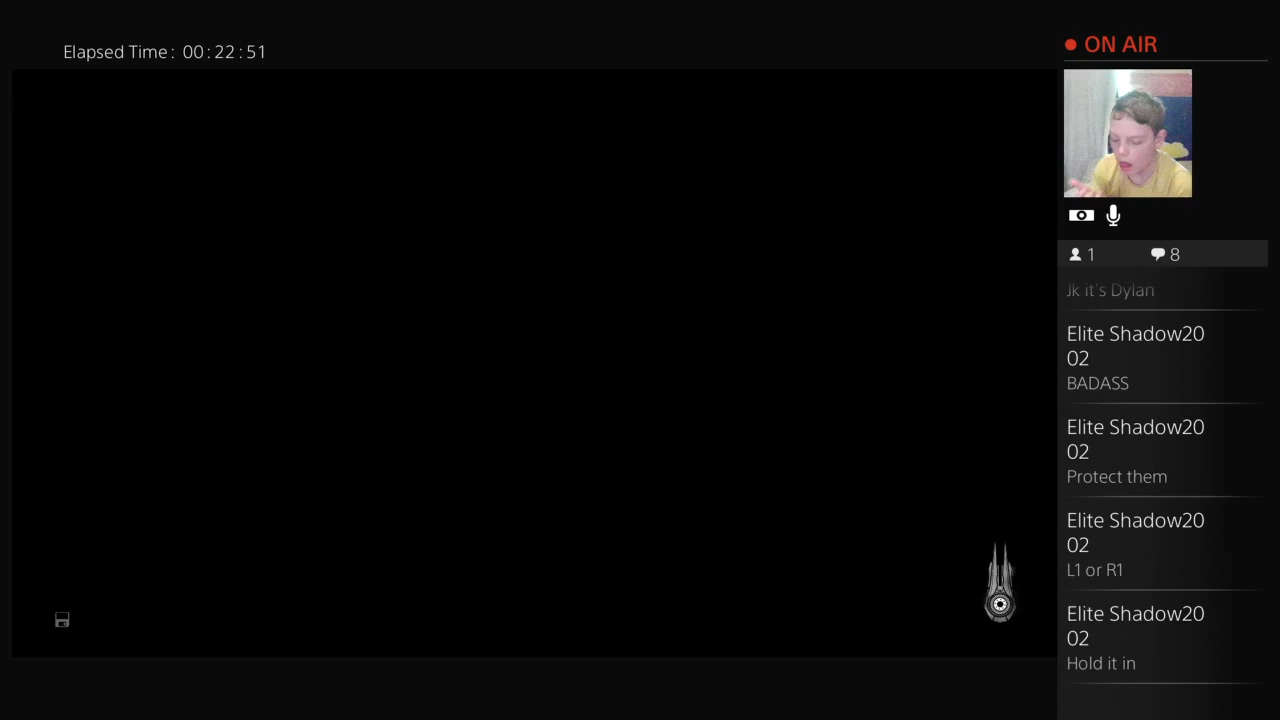 Elapsed Time: 00:22:51
ON AIR
1
8
Jk it's Dylan
Elite Shadow20
02
BADASS
Elite Shadow20
02
Protect them
Elite Shadow20
02
L1 or R1
Elite Shadow20
02
Hold it in